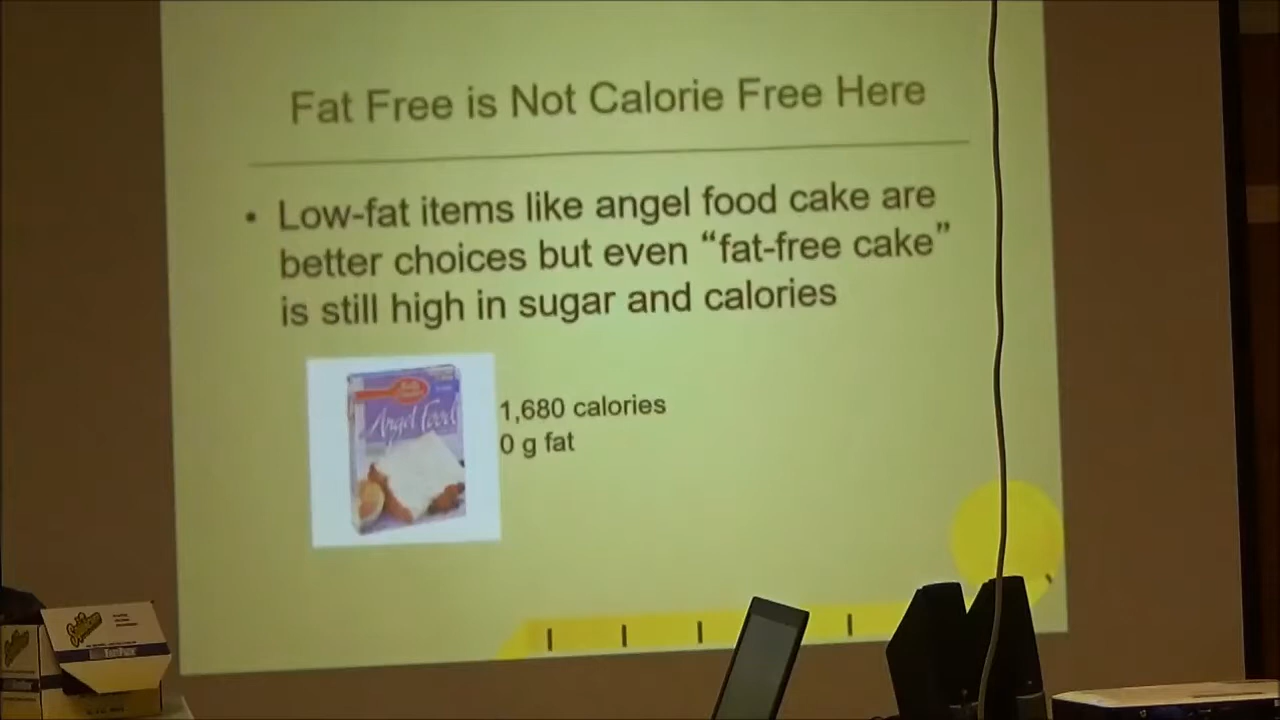 Fat Free is Not Calorie Free Here
• Low-fat items like angel food cake are
better choices but even “fat-free cake”
is still high in sugar and calories
Angel Food
1,680 calories
0 g fat